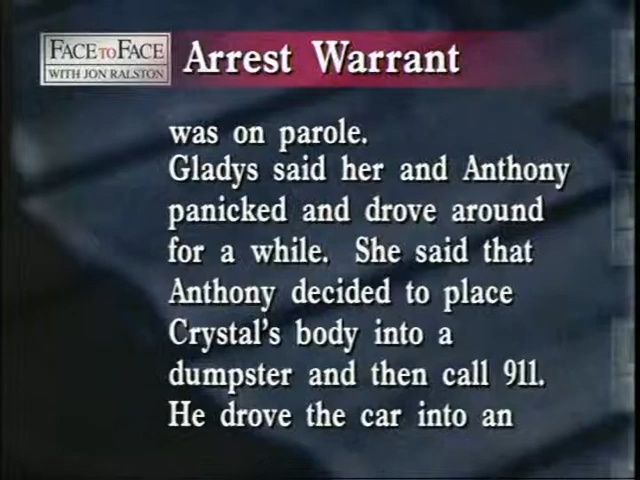 FACE TO FACE
WITH JON RALSTON
Arrest Warrant
was on parole.
Gladys said her and Anthony
panicked and drove around
for a while. She said that
Anthony decided to place
Crystal's body into a
dumpster and then call 911.
He drove the car into an